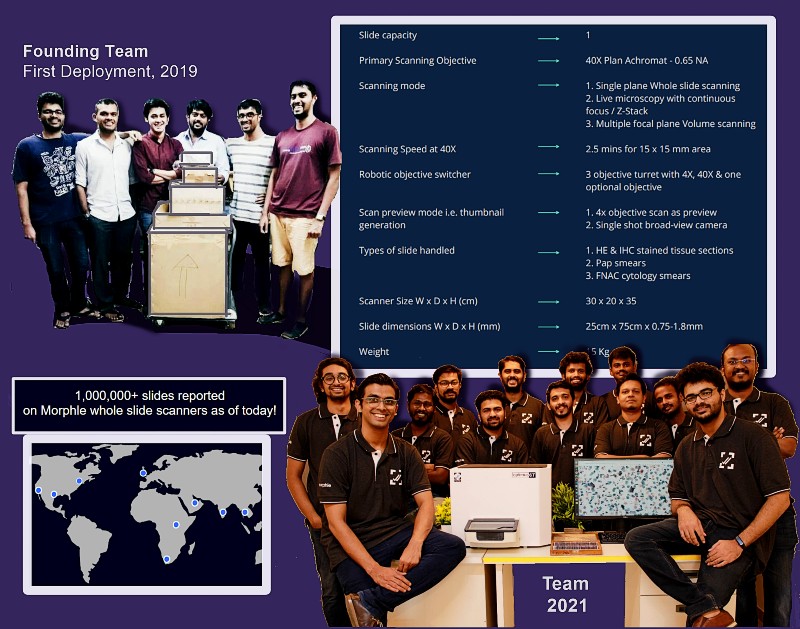 Founding Team
First Deployment, 2019
Slide capacity 1
Primary Scanning Objective 40X Plan Achromat - 0.65 NA
Scanning mode 1. Single plane Whole slide scanning
2. Live microscopy with continuous
focus / Z-Stack
3. Multiple focal plane Volume scanning
Scanning Speed at 40X 2.5 mins for 15 x 15 mm area
Robotic objective switcher 3 objective turret with 4X, 40X & one
optional objective
Scan preview mode i.e. thumbnail 1. 4x objective scan as preview
generation 2. Single shot broad-view camera
Types of slide handled 1. HE & IHC stained tissue sections
2. Pap smears
3. FNAC cytology smears
Scanner Size W x D x H (cm) 30 x 20 x 35
Slide dimensions W x D x H (mm) 25cm x 75cm x 0.75-1.8mm
Weight Kg
1,000,000+ slides reported
on Morphle whole slide scanners as of today!
Team
2021